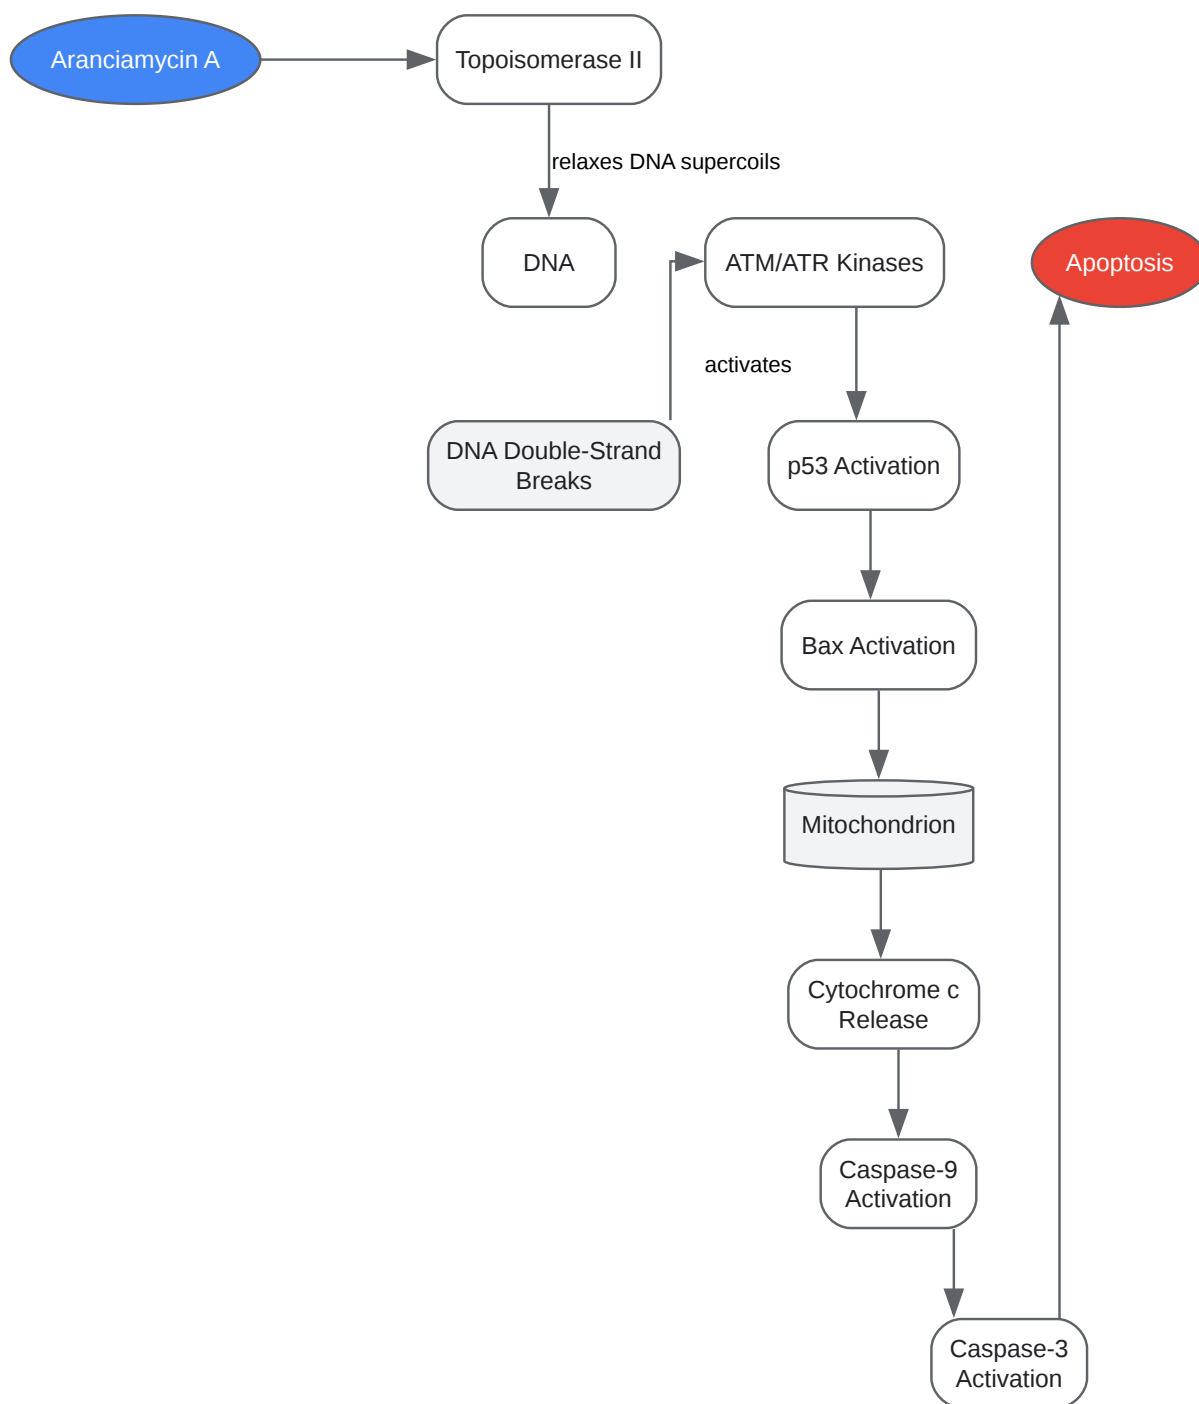 Aranciamycin A
Topoisomerase II
relaxes DNA supercoils
DNA
ATM/ATR Kinases
Apoptosis
activates
DNA Double-Strand
Breaks
p53 Activation
Bax Activation
Mitochondrion
Cytochrome c
Release
Caspase-9
Activation
Caspase-3
Activation